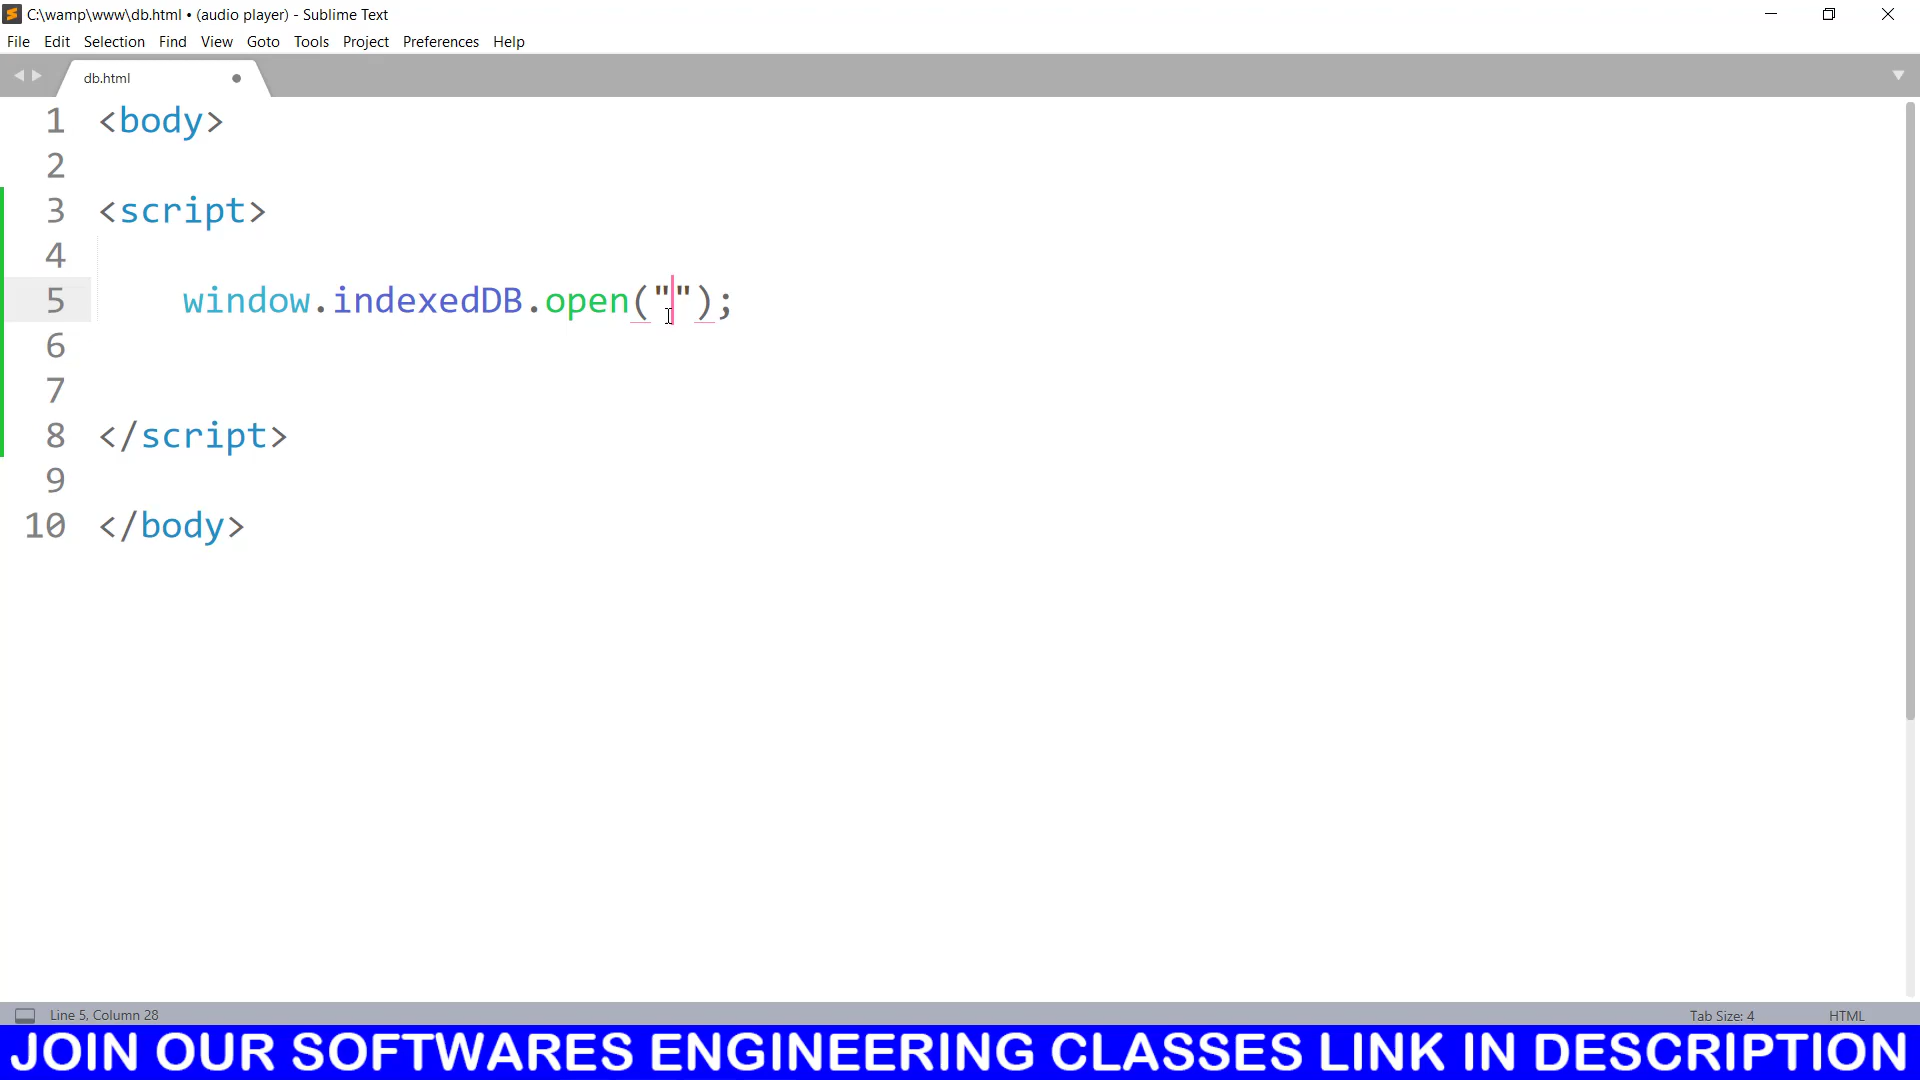 C:\wamp\www\db.html • (audio player) - Sublime Text
File Edit Selection Find View Goto Tools Project Preferences Help
db.html
1 <body>
2
3 <script>
4
5 window.indexedDB.open("");
6
7
8 </script>
9
10 </body>
Line 5, Column 28 Tab Size: 4 HTML
JOIN OUR SOFTWARES ENGINEERING CLASSES LINK IN DESCRIPTION